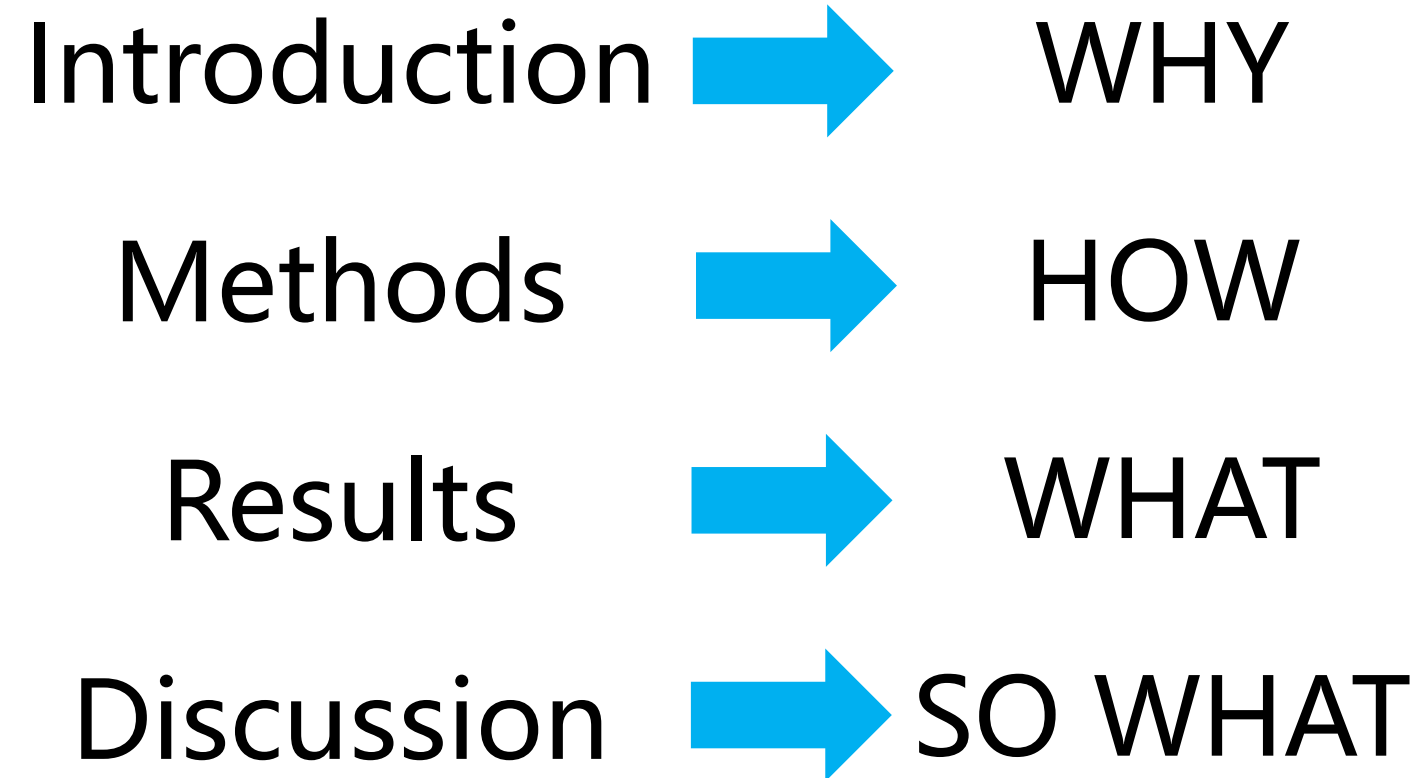 Introduction WHY
Methods HOW
Results WHAT
Discussion SO WHAT